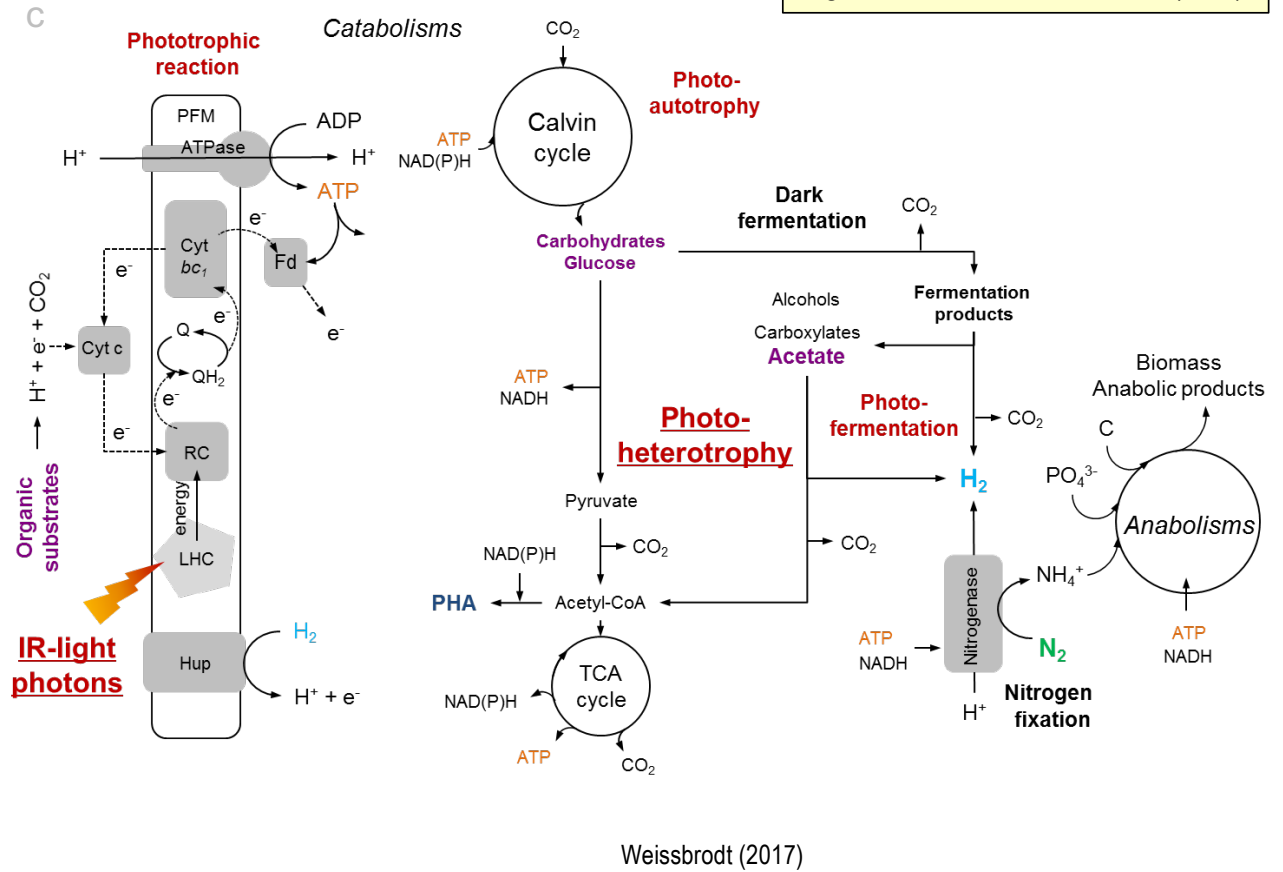 C
Catabolisms
Phototrophic
reaction
PFM
ATPase
ADP
H⁺
H⁺
ATP
Cyt
bc₁
e⁻
Fd
e⁻
e⁻
e⁻
Q
QH₂
e⁻
Cyt c
H⁺ + e⁻ + CO₂
e⁻
RC
energy
LHC
Organic
substrates
IR-light
photons
Hup
H₂
H⁺ + e⁻
CO₂
Calvin
cycle
Photo-
autotrophy
ATP
NAD(P)H
Carbohydrates
Glucose
Dark
fermentation
CO₂
Fermentation
products
Alcohols
Carboxylates
Acetate
ATP
NADH
Photo-
heterotrophy
Photo-
fermentation
CO₂
H₂
Pyruvate
CO₂
CO₂
NAD(P)H
PHA
Acetyl-CoA
TCA
cycle
NAD(P)H
ATP
CO₂
Nitrogenase
NH₄⁺
N₂
ATP
NADH
H⁺
Nitrogen
fixation
Biomass
Anabolic products
C
PO₄³⁻
Anabolisms
ATP
NADH
Weissbrodt (2017)